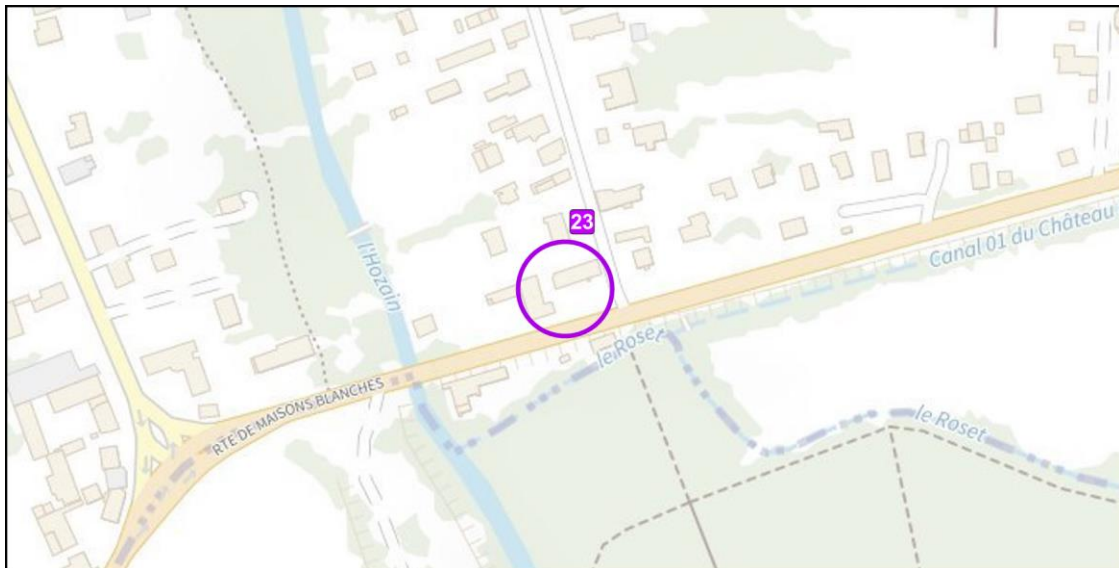 23
l'Hozain
Canal 01 du Château
le Roset
RTE DE MAISONS BLANCHES
le Roset